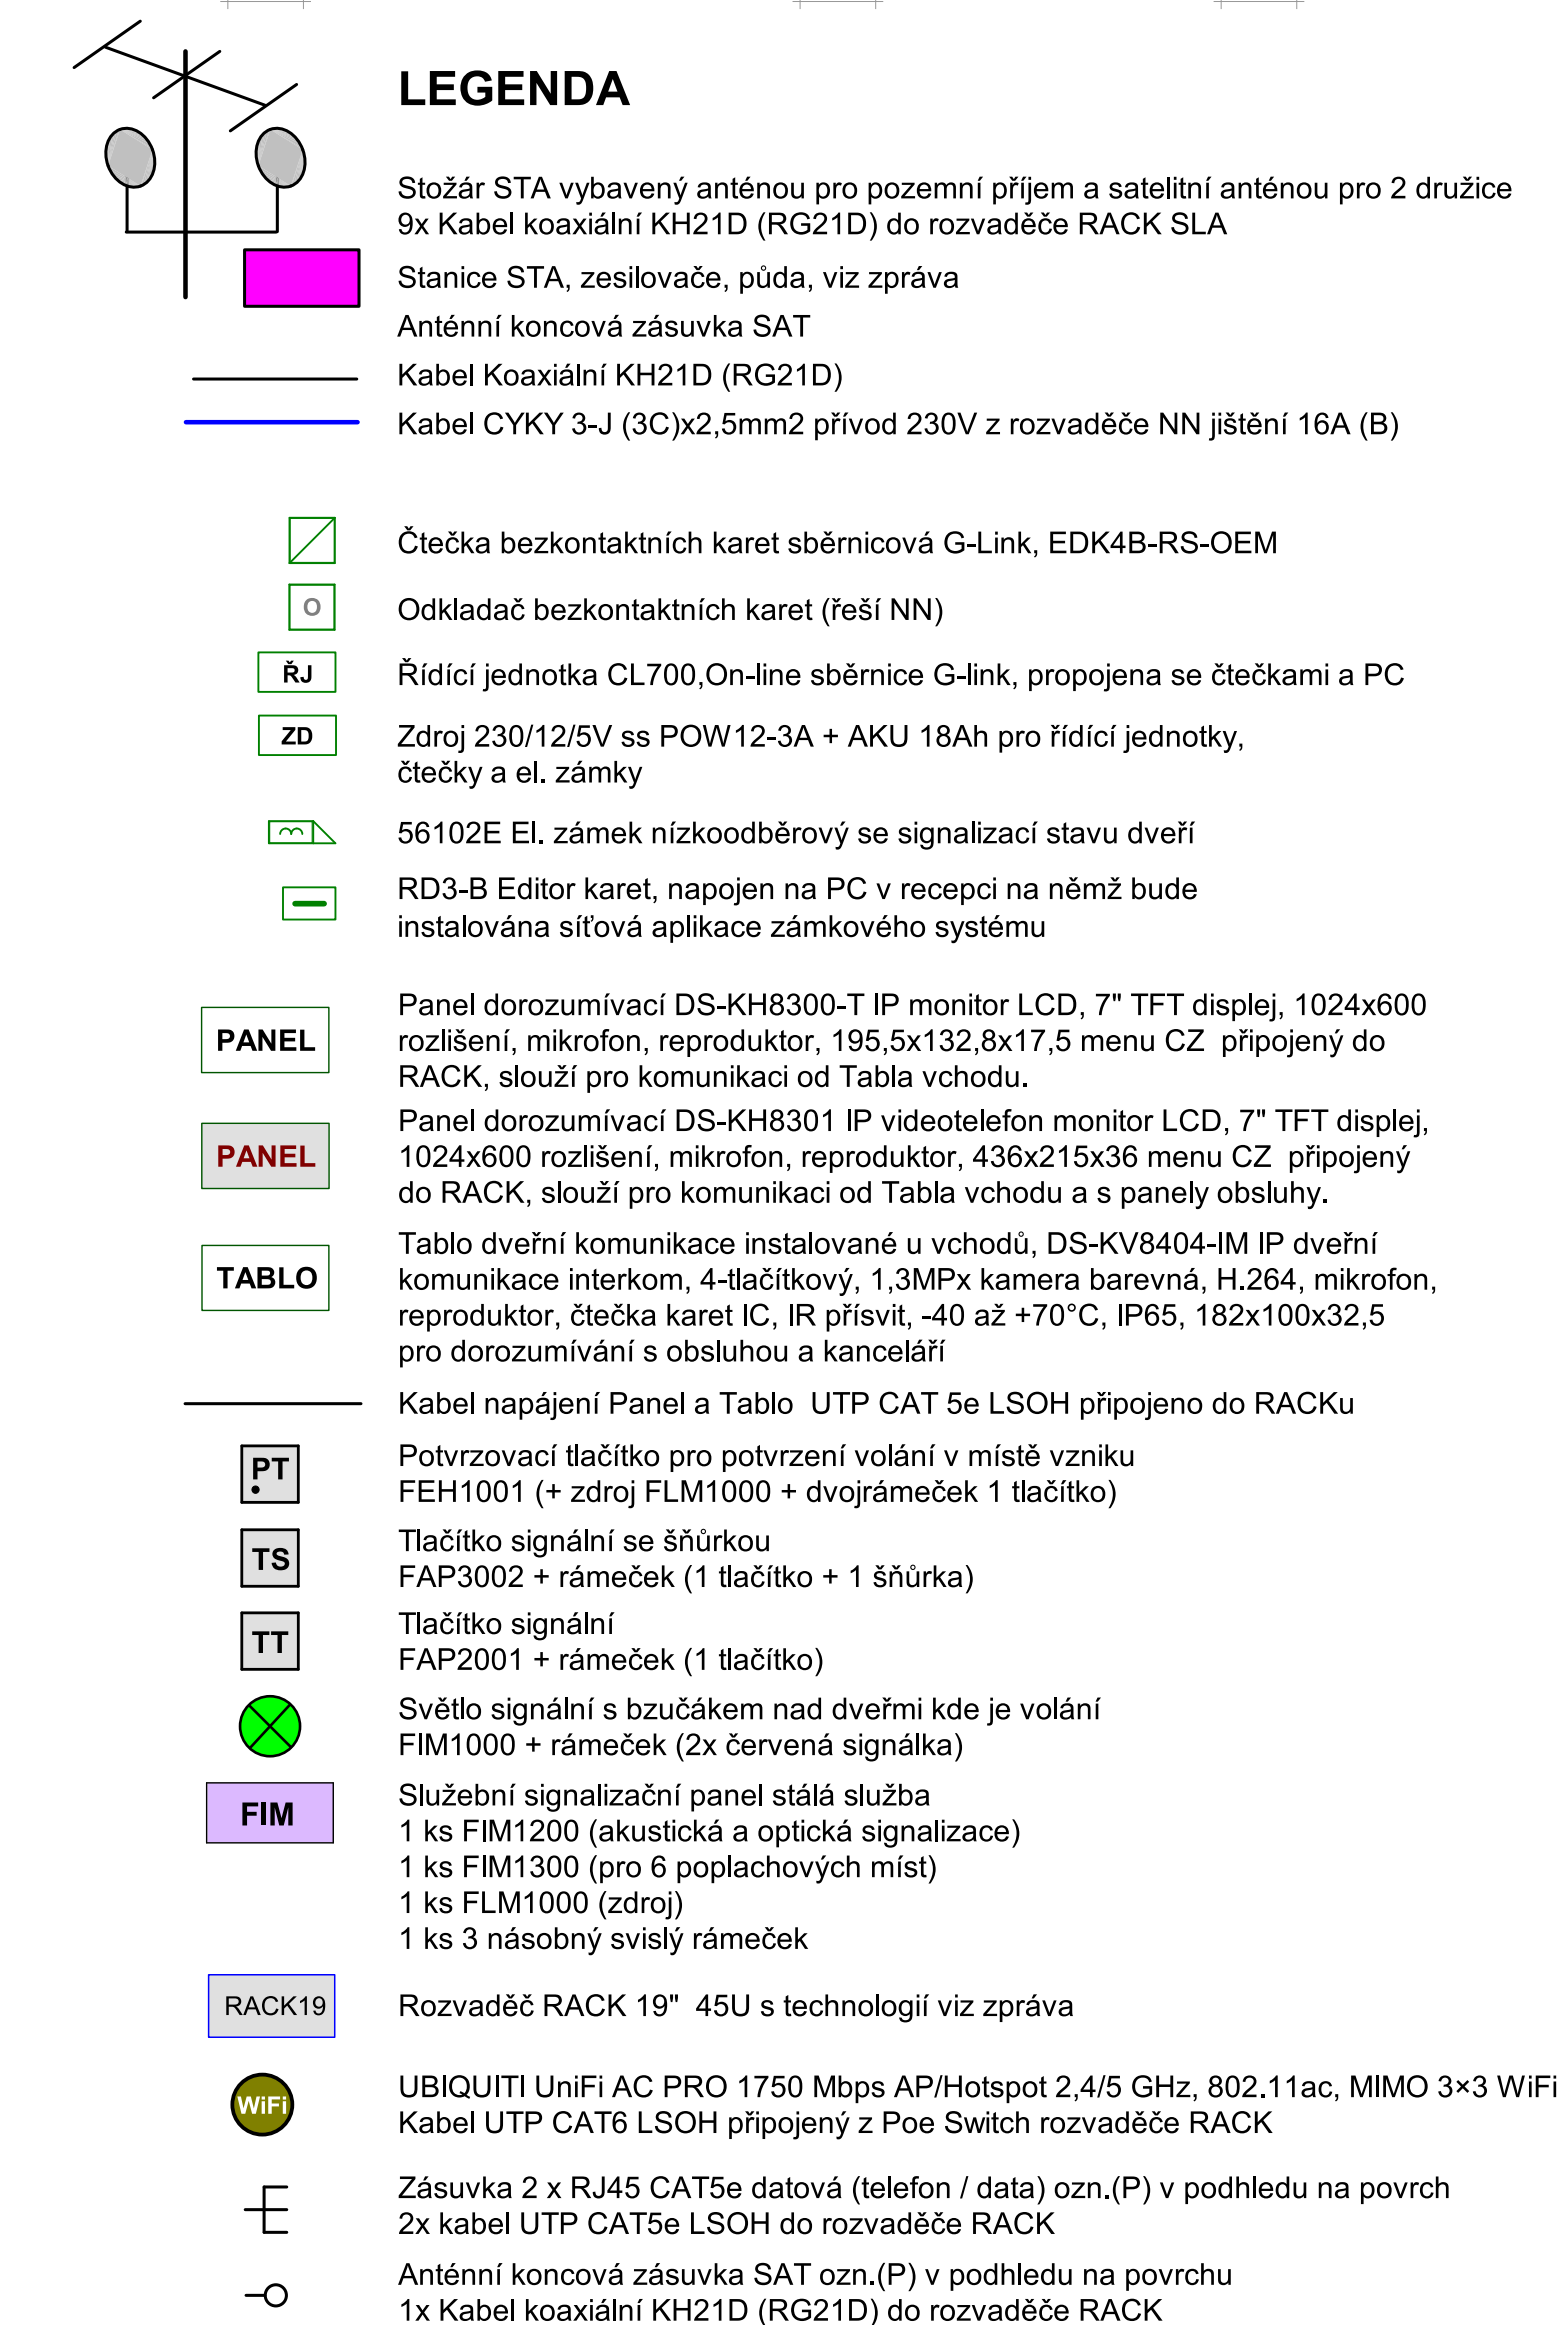 LEGENDA
Stožár STA vybavený anténou pro pozemní příjem a satelitní anténou pro 2 družice
9x Kabel koaxiální KH21D (RG21D) do rozvaděče RACK SLA
Stanice STA, zesilovače, půda, viz zpráva
Anténní koncová zásuvka SAT
Kabel Koaxiální KH21D (RG21D)
Kabel CYKY 3-J (3C)x2,5mm2 přívod 230V z rozvaděče NN jištění 16A (B)
Čtečka bezkontaktních karet sběrnicová G-Link, EDK4B-RS-OEM
O Odkladač bezkontaktních karet (řeší NN)
ŘJ Řídící jednotka CL700,On-line sběrnice G-link, propojena se čtečkami a PC
ZD Zdroj 230/12/5V ss POW12-3A + AKU 18Ah pro řídící jednotky,
čtečky a el. zámky
56102E El. zámek nízkoodběrový se signalizací stavu dveří
RD3-B Editor karet, napojen na PC v recepci na němž bude
instalována síťová aplikace zámkového systému
Panel dorozumívací DS-KH8300-T IP monitor LCD, 7" TFT displej, 1024x600
PANEL rozlišení, mikrofon, reproduktor, 195,5x132,8x17,5 menu CZ připojený do
RACK, slouží pro komunikaci od Tabla vchodu.
Panel dorozumívací DS-KH8301 IP videotelefon monitor LCD, 7" TFT displej,
PANEL 1024x600 rozlišení, mikrofon, reproduktor, 436x215x36 menu CZ připojený
do RACK, slouží pro komunikaci od Tabla vchodu a s panely obsluhy.
Tablo dveřní komunikace instalované u vchodů, DS-KV8404-IM IP dveřní
TABLO komunikace interkom, 4-tlačítkový, 1,3MPx kamera barevná, H.264, mikrofon,
reproduktor, čtečka karet IC, IR přísvit, -40 až +70°C, IP65, 182x100x32,5
pro dorozumívání s obsluhou a kanceláří
Kabel napájení Panel a Tablo UTP CAT 5e LSOH připojeno do RACKu
PT Potvrzovací tlačítko pro potvrzení volání v místě vzniku
FEH1001 (+ zdroj FLM1000 + dvojrámeček 1 tlačítko)
TS Tlačítko signální se šňůrkou
FAP3002 + rámeček (1 tlačítko + 1 šňůrka)
TT Tlačítko signální
FAP2001 + rámeček (1 tlačítko)
Světlo signální s bzučákem nad dveřmi kde je volání
FIM1000 + rámeček (2x červená signálka)
FIM Služební signalizační panel stálá služba
1 ks FIM1200 (akustická a optická signalizace)
1 ks FIM1300 (pro 6 poplachových míst)
1 ks FLM1000 (zdroj)
1 ks 3 násobný svislý rámeček
RACK19 Rozvaděč RACK 19" 45U s technologií viz zpráva
WiFi UBIQUITI UniFi AC PRO 1750 Mbps AP/Hotspot 2,4/5 GHz, 802.11ac, MIMO 3×3 WiFi
Kabel UTP CAT6 LSOH připojený z Poe Switch rozvaděče RACK
Zásuvka 2 x RJ45 CAT5e datová (telefon / data) ozn.(P) v podhledu na povrch
2x kabel UTP CAT5e LSOH do rozvaděče RACK
Anténní koncová zásuvka SAT ozn.(P) v podhledu na povrchu
1x Kabel koaxiální KH21D (RG21D) do rozvaděče RACK